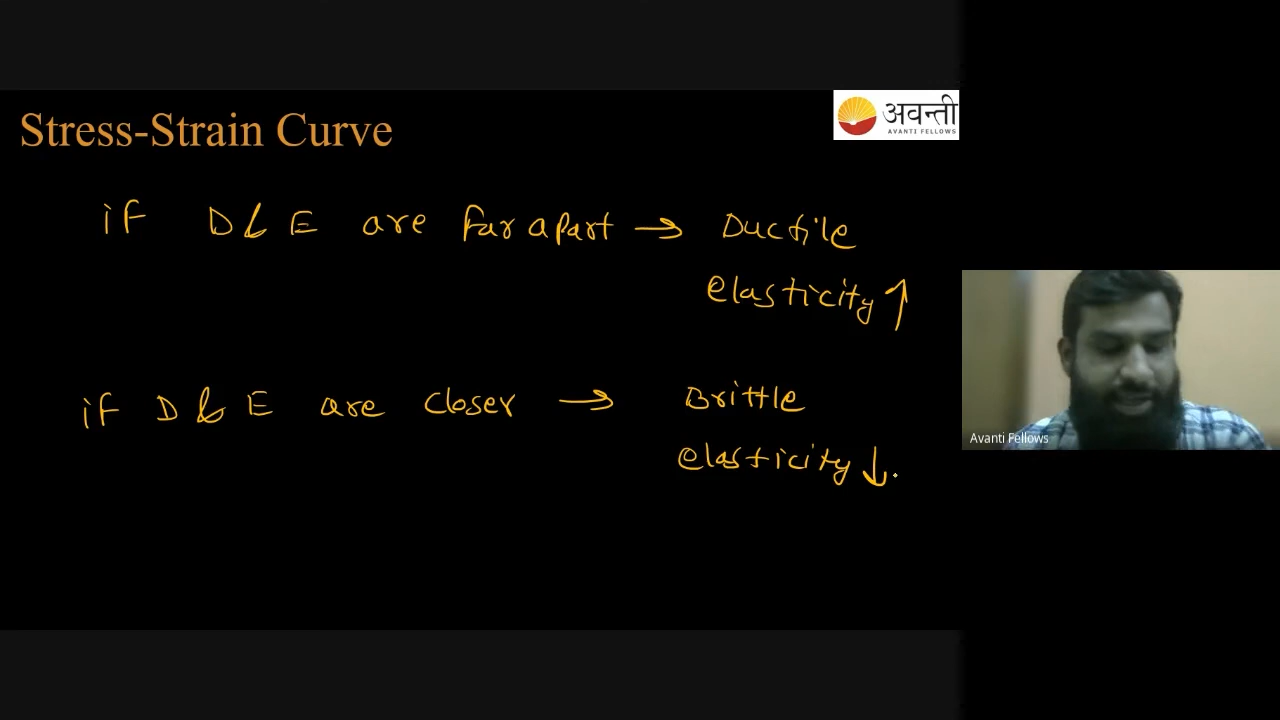 Stress-Strain Curve
अवन्ती
AVANTI FELLOWS
if D & E are far apart → Ductile
elasticity ↑
if D & E are closer → Brittle
elasticity ↓
Avanti Fellows